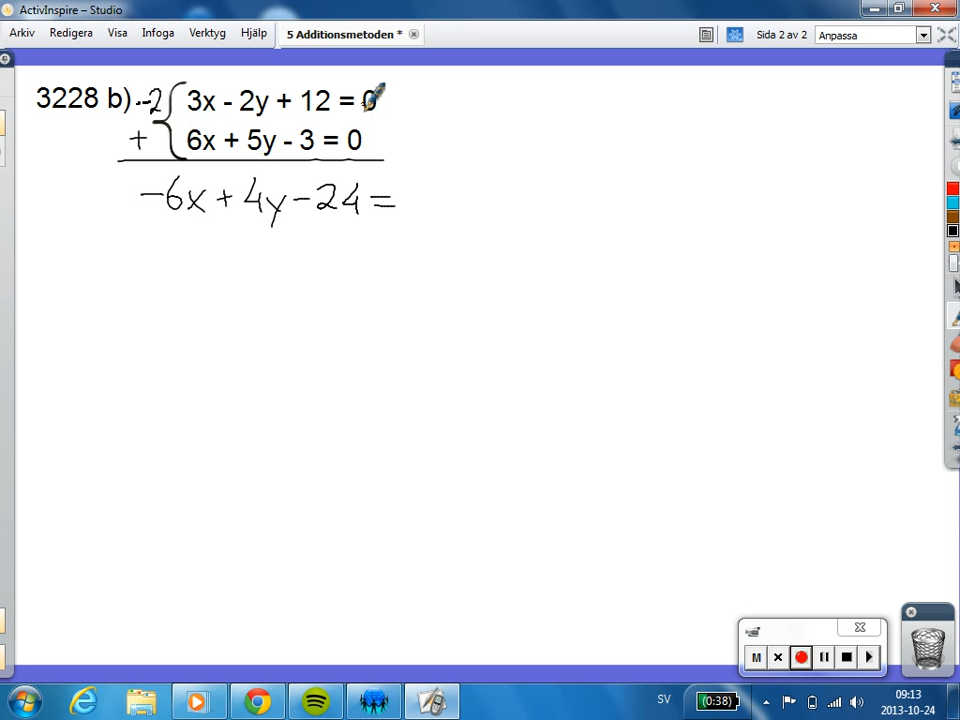 ActivInspire – Studio
Arkiv Redigera Visa Infoga Verktyg Hjälp 5 Additionsmetoden * Sida 2 av 2 Anpassa
3228 b) ·-2 3x - 2y + 12 = 0
+ 6x + 5y - 3 = 0
-6x + 4y - 24 =
M
SV (0:38) 09:13
2013-10-24